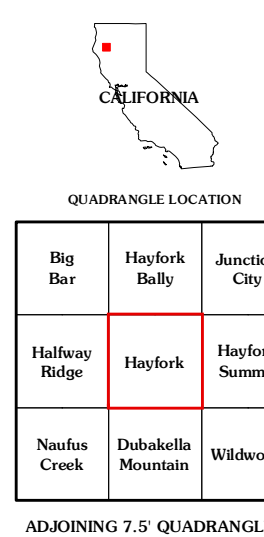 CALIFORNIA
QUADRANGLE LOCATION
Big
Bar
Hayfork
Bally
Junctio
City
Halfway
Ridge
Hayfork
Hayfor
Summ
Naufus
Creek
Dubakella
Mountain
Wildwo
ADJOINING 7.5' QUADRANGL